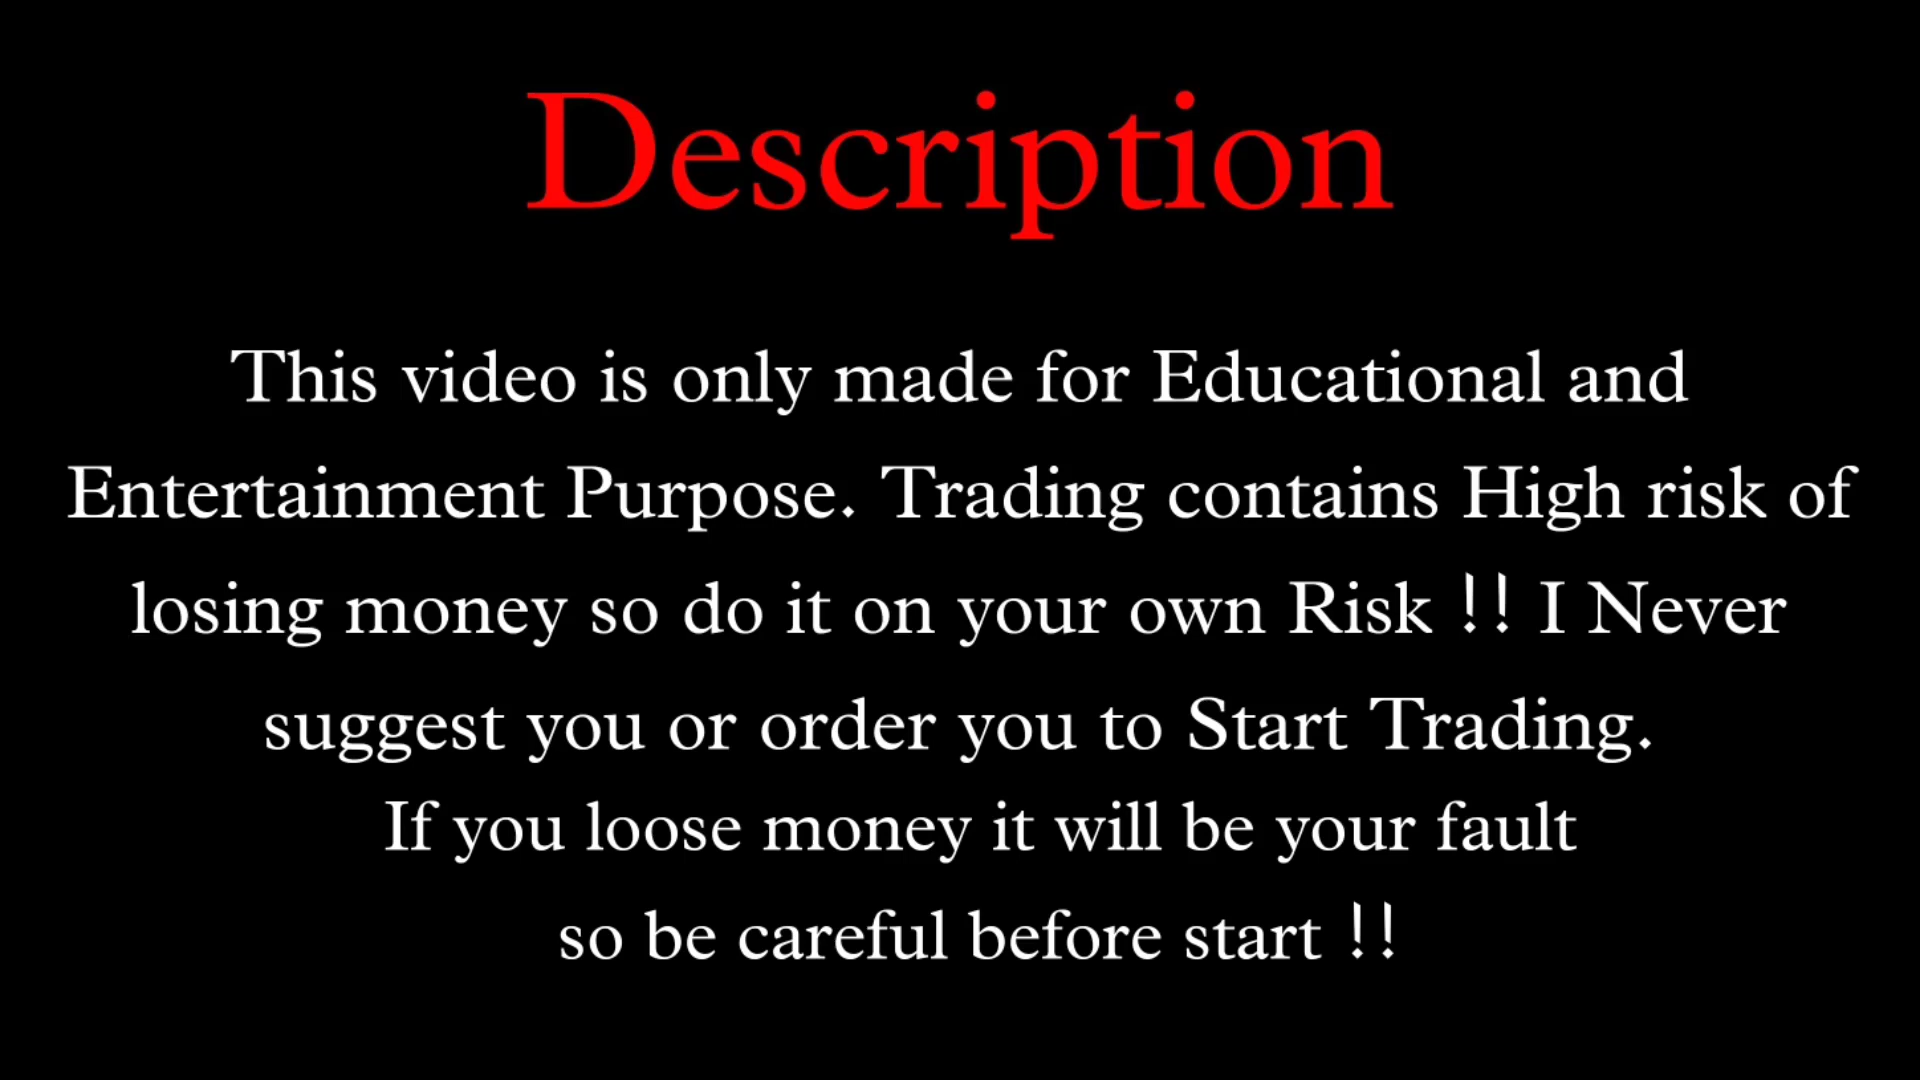 Description
This video is only made for Educational and
Entertainment Purpose. Trading contains High risk of
losing money so do it on your own Risk !! I Never
suggest you or order you to Start Trading.
If you loose money it will be your fault
so be careful before start !!